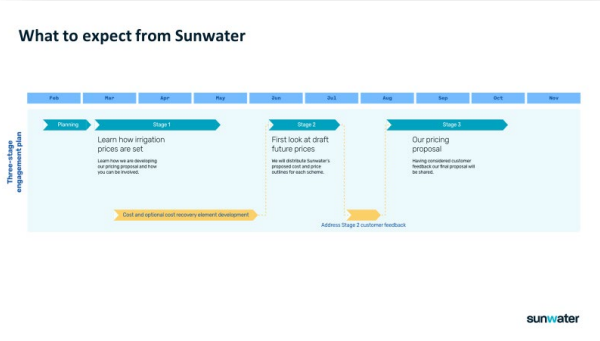 What to expect from Sunwater
Feb Mar Apr May Jun Jul Aug Sep Oct Nov
Three-stage
engagement plan
Planning
Stage 1
Learn how irrigation
prices are set
Learn how we are developing
our pricing proposal and how
you can be involved.
Stage 2
First look at draft
future prices
We will distribute Sunwater's
proposed cost and price
outlines for each scheme.
Stage 3
Our pricing
proposal
Having considered customer
feedback our final proposal will
be shared.
Cost and optional cost recovery element development
Address Stage 2 customer feedback
sunwater